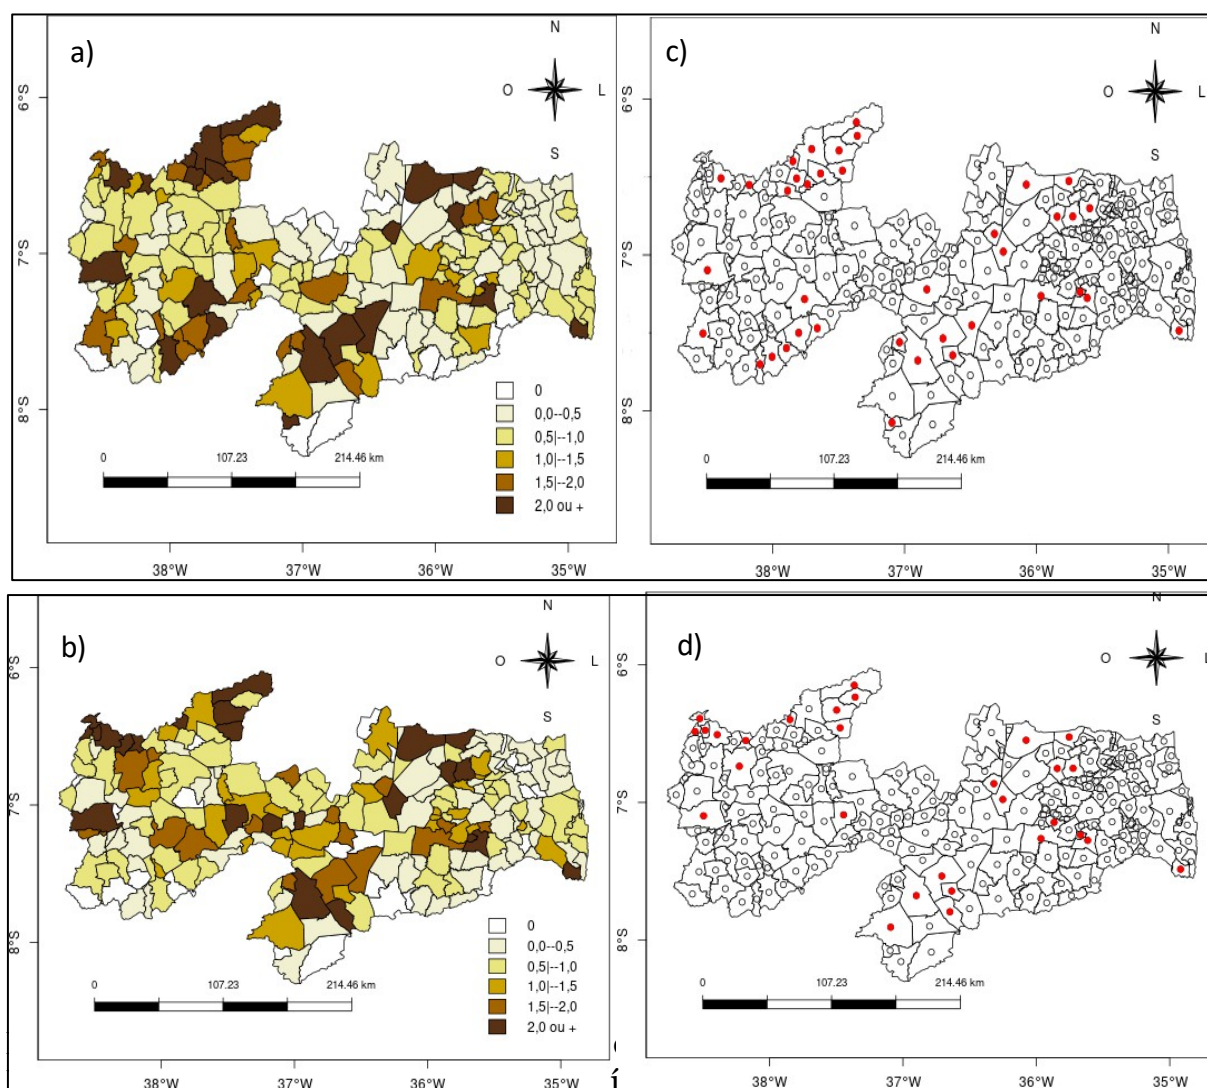 a)
N
O
L
S
6°S
7°S
8°S
0
0,0--0,5
0,5|--1,0
1,0|--1,5
1,5|--2,0
2,0 ou +
0
107.23
214.46 km
38°W
37°W
36°W
35°W
c)
N
O
L
S
6°S
7°S
8°S
0
107.23
214.46 km
38°W
37°W
36°W
35°W
b)
N
O
L
S
6°S
7°S
8°S
0
0,0--0,5
0,5|--1,0
1,0|--1,5
1,5|--2,0
2,0 ou +
0
107.23
214.46 km
38°W
37°W
36°W
35°W
d)
N
O
L
S
6°S
7°S
8°S
0
107.23
214.46 km
38°W
37°W
36°W
35°W